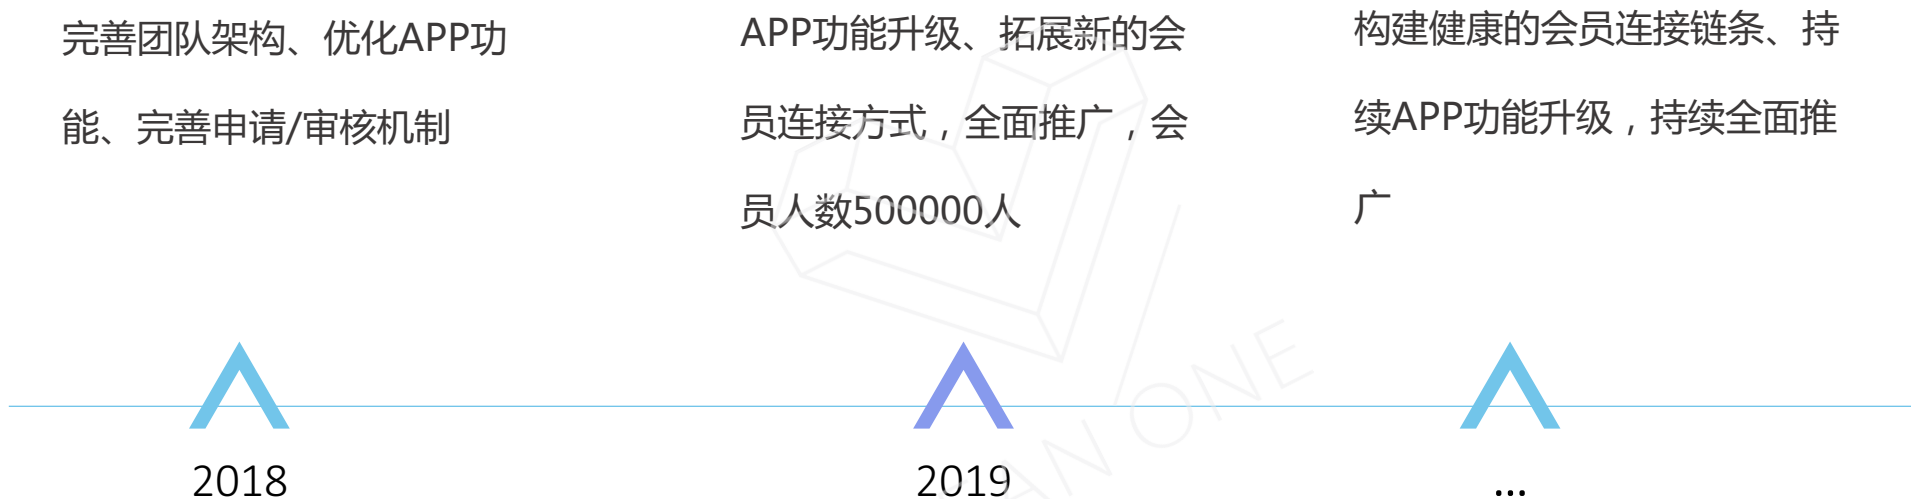 完善团队架构、优化APP功
能、完善申请/审核机制
APP功能升级、拓展新的会
员连接方式，全面推广，会
员人数500000人
构建健康的会员连接链条、持
续APP功能升级，持续全面推
广
2018
2019
...
AN ONE